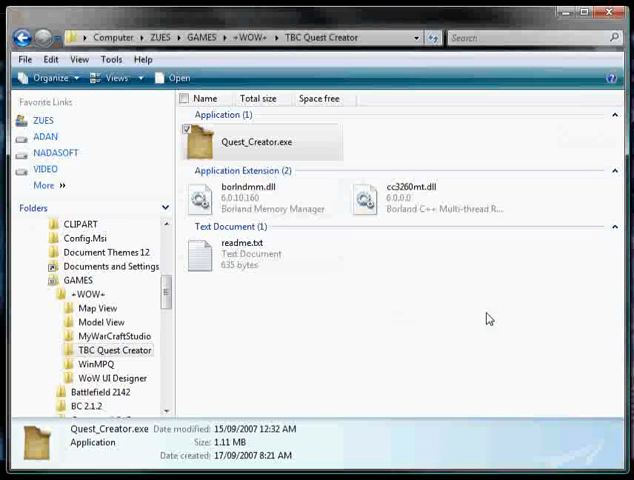 Computer ▸ ZUES ▸ GAMES ▸ +WOW+ ▸ TBC Quest Creator
Search
File Edit View Tools Help
Organize Views Open
Favorite Links
ZUES
ADAN
NADASOFT
VIDEO
More »
Folders
CLIPART
Config.Msi
Document Themes 12
Documents and Settings
GAMES
+WOW+
Map View
Model View
MyWarCraftStudio
TBC Quest Creator
WinMPQ
WoW UI Designer
Battlefield 2142
BC 2.1.2
Name Total size Space free
Application (1)
Quest_Creator.exe
Application Extension (2)
borlndmm.dll
6.0.10.160
Borland Memory Manager
cc3260mt.dll
6.0.0.0
Borland C++ Multi-thread R...
Text Document (1)
readme.txt
Text Document
635 bytes
Quest_Creator.exe Date modified: 15/09/2007 12:32 AM
Application Size: 1.11 MB
Date created: 17/09/2007 8:21 AM